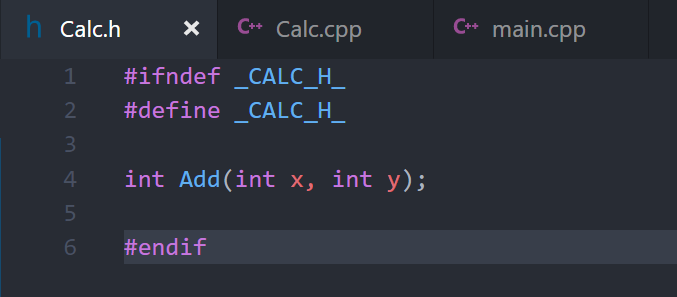 h Calc.h × C++ Calc.cpp C++ main.cpp
1 #ifndef _CALC_H_
2 #define _CALC_H_
3
4 int Add(int x, int y);
5
6 #endif